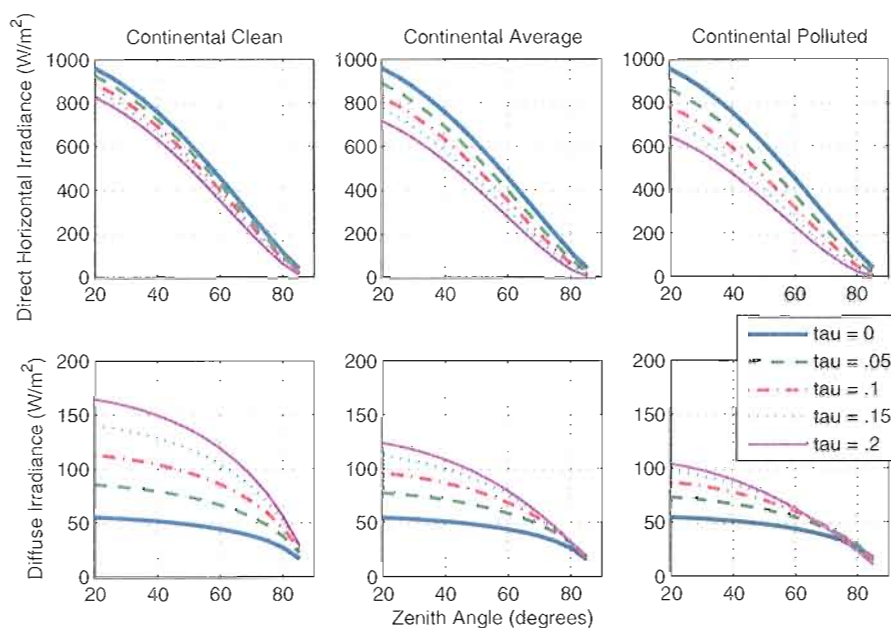 Continental Clean
Continental Average
Continental Polluted
Direct Horizontal Irradiance (W/m²)
1000
800
600
400
200
0
20 40 60 80
1000
800
600
400
200
0
20 40 60 80
1000
800
600
400
200
0
20 40 60 80
tau = 0
tau = .05
tau = .1
tau = .15
tau = .2
Diffuse Irradiance (W/m²)
200
150
100
50
0
20 40 60 80
200
150
100
50
0
20 40 60 80
200
150
100
50
0
20 40 60 80
Zenith Angle (degrees)